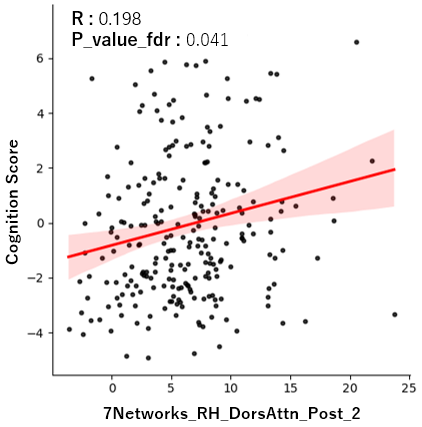 R : 0.198
P_value_fdr : 0.041
6
4
2
0
−2
−4
Cognition Score
0 5 10 15 20 25
7Networks_RH_DorsAttn_Post_2